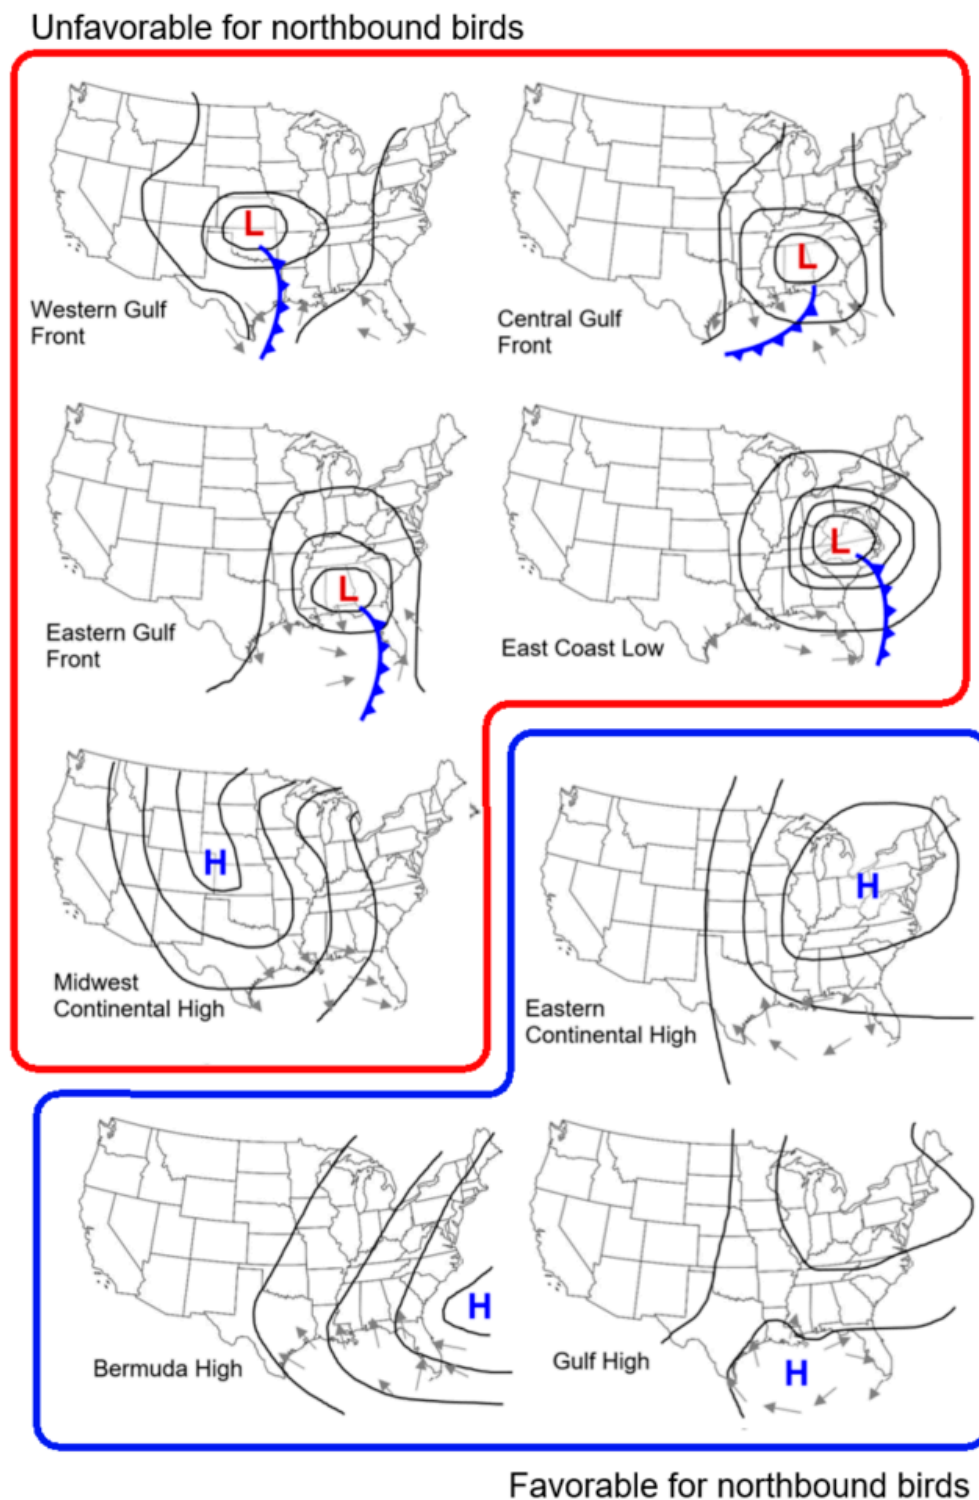 Unfavorable for northbound birds
L
Western Gulf
Front
L
Central Gulf
Front
L
Eastern Gulf
Front
L
East Coast Low
H
Midwest
Continental High
H
Eastern
Continental High
H
Bermuda High
H
Gulf High
Favorable for northbound birds